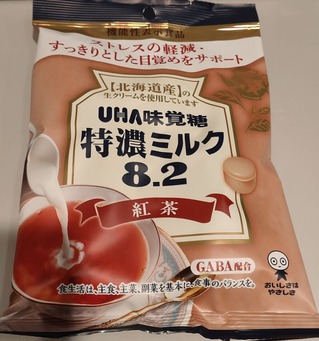 機能性表示食品
ストレスの軽減・
すっきりとした目覚めをサポート
【北海道産】の
生クリームを使用しています
UHA味覚糖
特濃ミルク
8.2
紅茶
GABA配合
おいしさは
やさしさ
食生活は、主食、主菜、副菜を基本に、食事のバランスを。